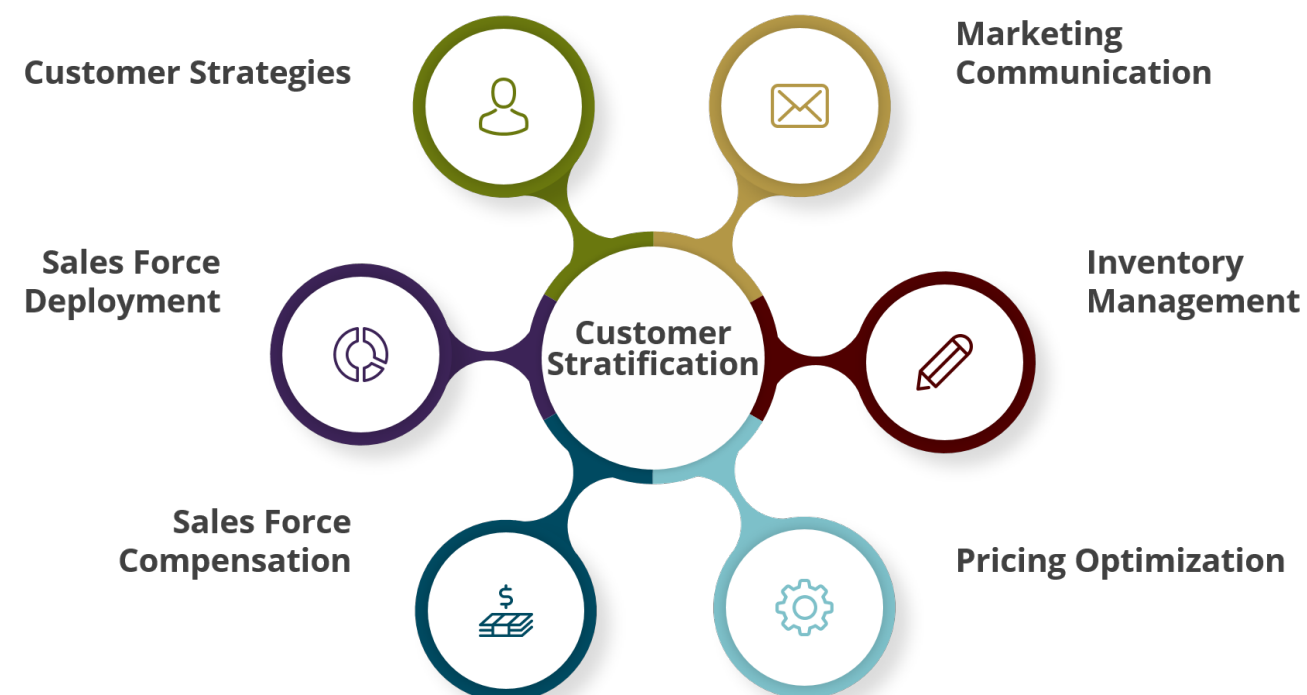 Customer Strategies
Marketing
Communication
Sales Force
Deployment
Customer
Stratification
Inventory
Management
Sales Force
Compensation
$
Pricing Optimization